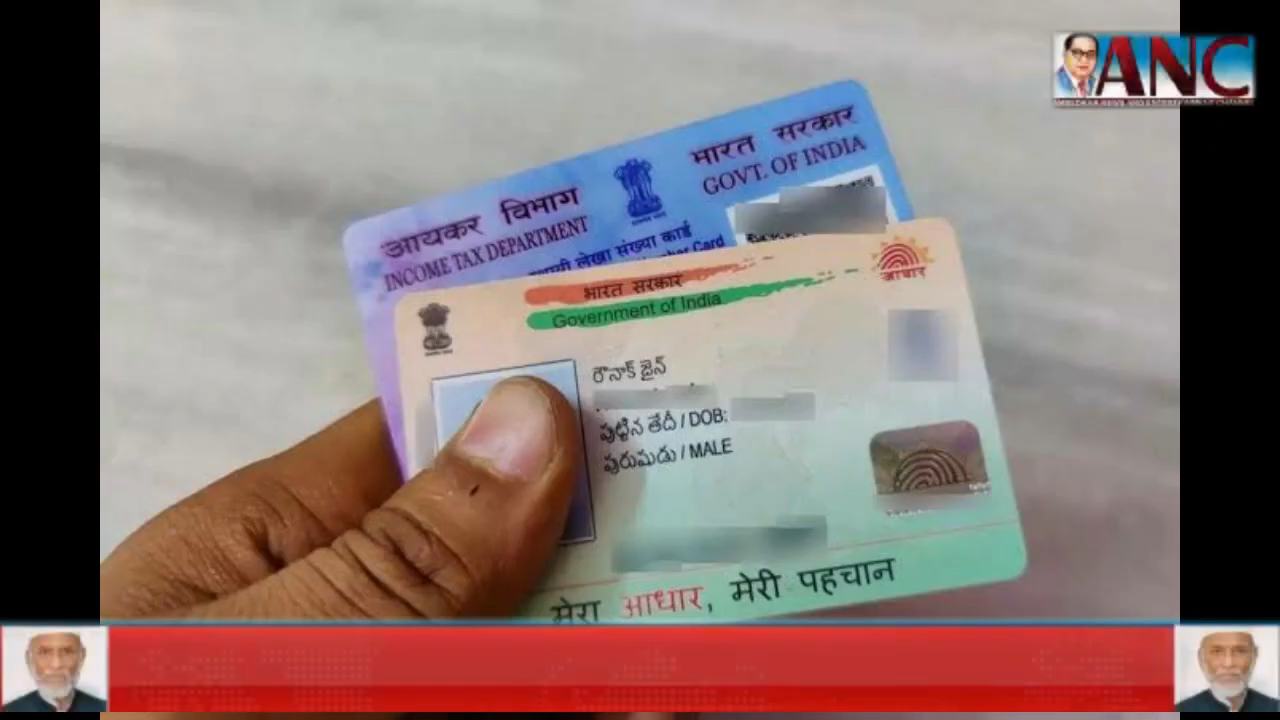 ANC
आयकर विभाग
INCOME TAX DEPARTMENT
भारत सरकार
GOVT. OF INDIA
स्थायी लेखा संख्या कार्ड
Card
भारत सरकार
Government of India
आधार
రౌనాక్ జైన్
పుట్టిన తేదీ / DOB:
పురుషుడు / MALE
मेरा आधार, मेरी पहचान